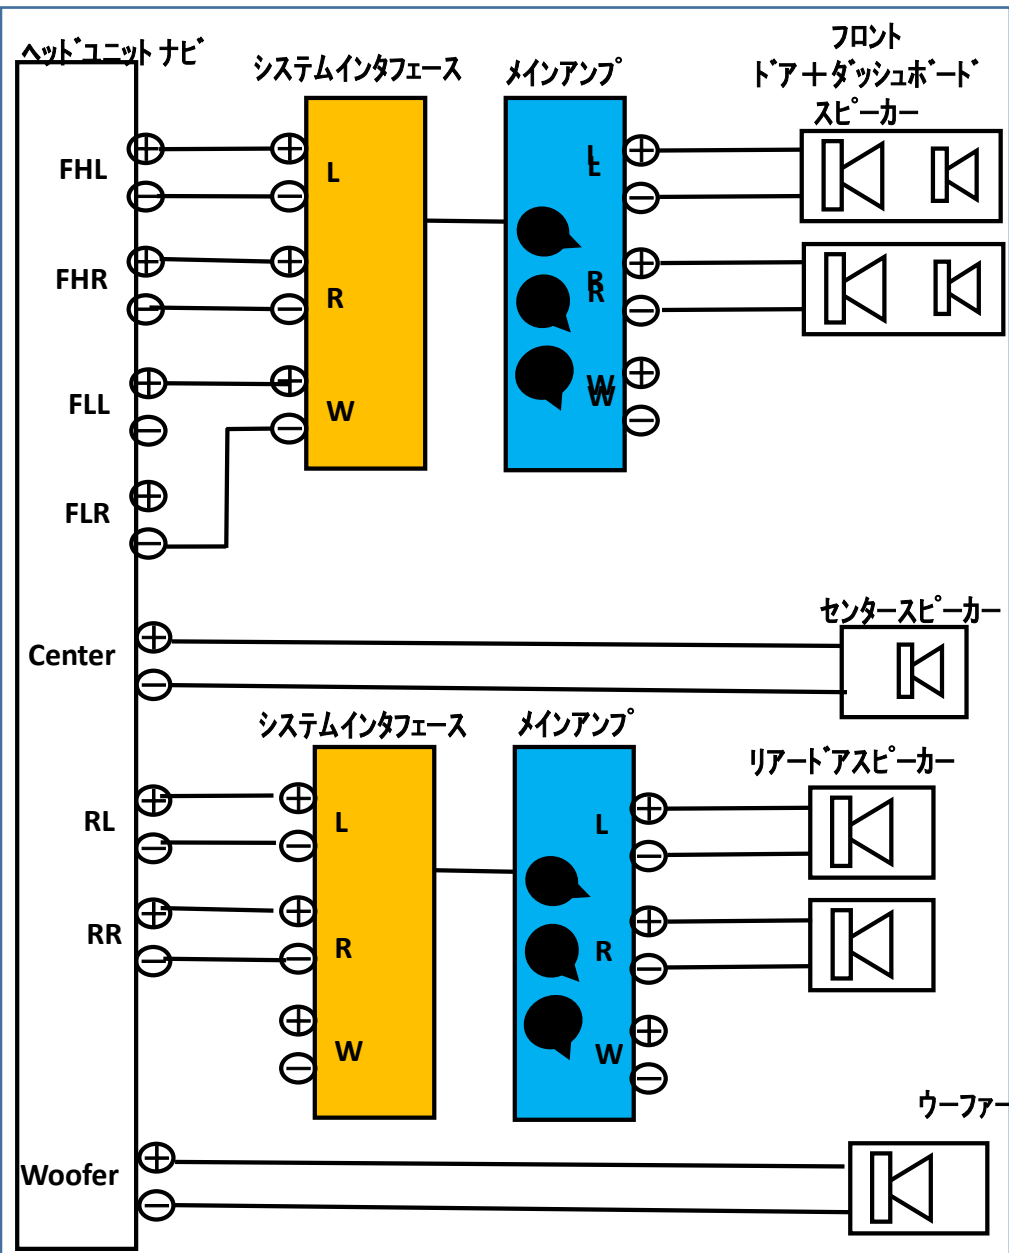 ヘッドユニット ナビ
システムインタフェース
メインアンプ
フロント
ドア＋ダッシュボード
スピーカー
FHL
FHR
FLL
FLR
L
R
W
L
L
R
R
W
W
センタースピーカー
Center
システムインタフェース
メインアンプ
リアードアスピーカー
RL
RR
L
R
W
L
R
W
ウーファー
Woofer